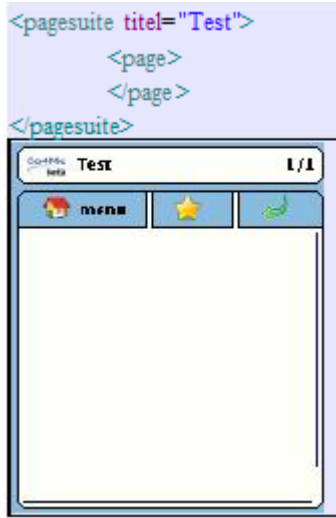 <pagesuite titel="Test">
<page>
</page>
</pagesuite>
Test 1/1
menu